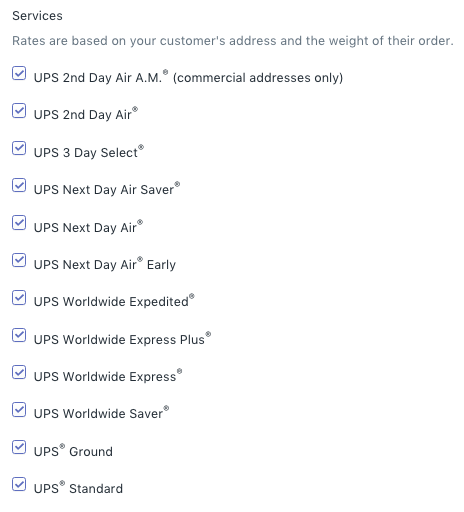 Services
Rates are based on your customer's address and the weight of their order.
UPS 2nd Day Air A.M.® (commercial addresses only)
UPS 2nd Day Air®
UPS 3 Day Select®
UPS Next Day Air Saver®
UPS Next Day Air®
UPS Next Day Air® Early
UPS Worldwide Expedited®
UPS Worldwide Express Plus®
UPS Worldwide Express®
UPS Worldwide Saver®
UPS® Ground
UPS® Standard